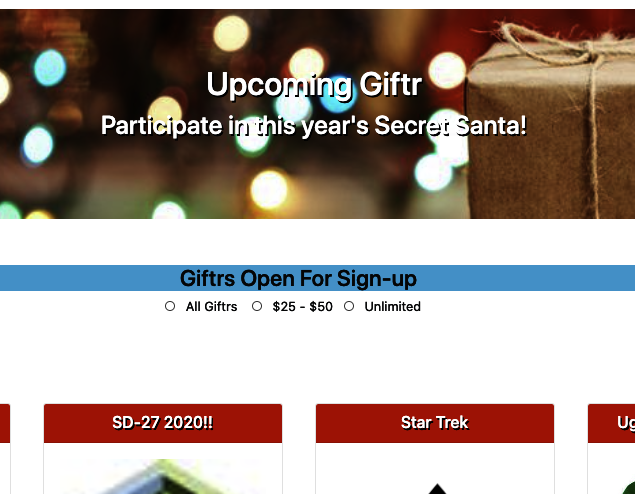 Upcoming Giftr
Participate in this year's Secret Santa!
Giftrs Open For Sign-up
All Giftrs $25 - $50 Unlimited
SD-27 2020!! Star Trek